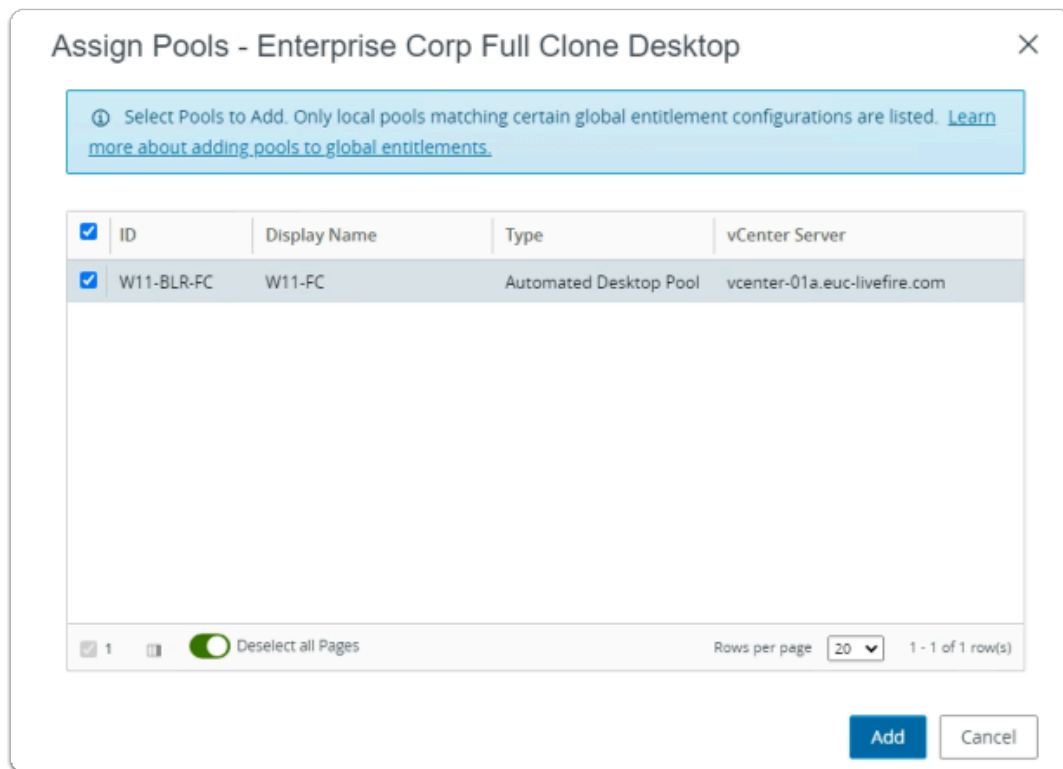 Assign Pools - Enterprise Corp Full Clone Desktop
Select Pools to Add. Only local pools matching certain global entitlement configurations are listed. Learn
more about adding pools to global entitlements.
ID Display Name Type vCenter Server
W11-BLR-FC W11-FC Automated Desktop Pool vcenter-01a.euc-livefire.com
1 Deselect all Pages Rows per page 20 1 - 1 of 1 row(s)
Add Cancel